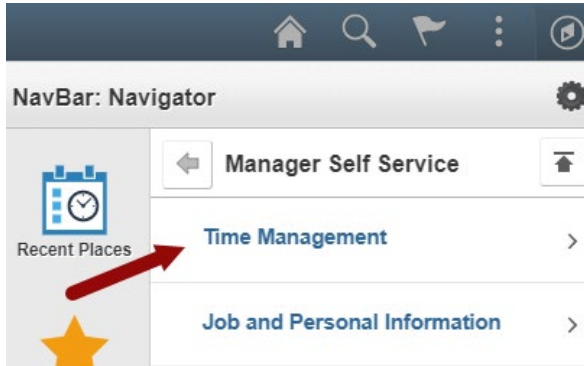 NavBar: Navigator
Manager Self Service
Recent Places
Time Management
Job and Personal Information